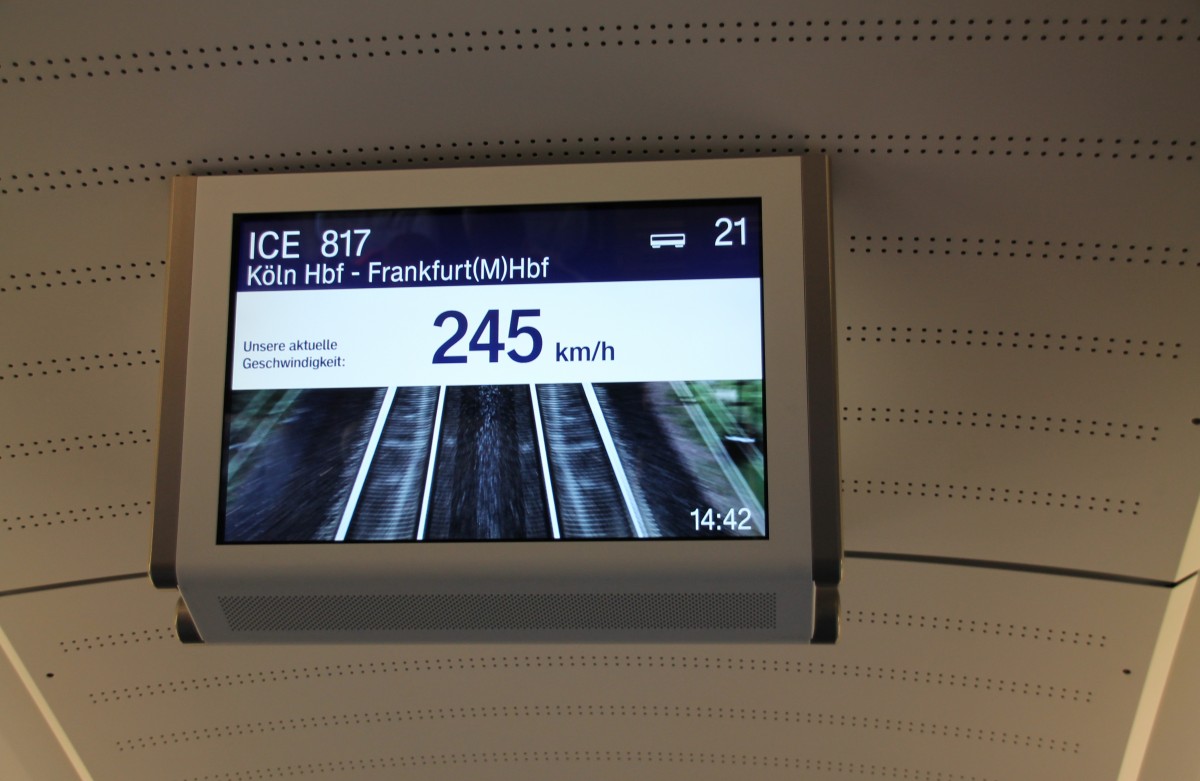 ICE 817 21
Köln Hbf - Frankfurt(M)Hbf
Unsere aktuelle
Geschwindigkeit:
245 km/h
14:42